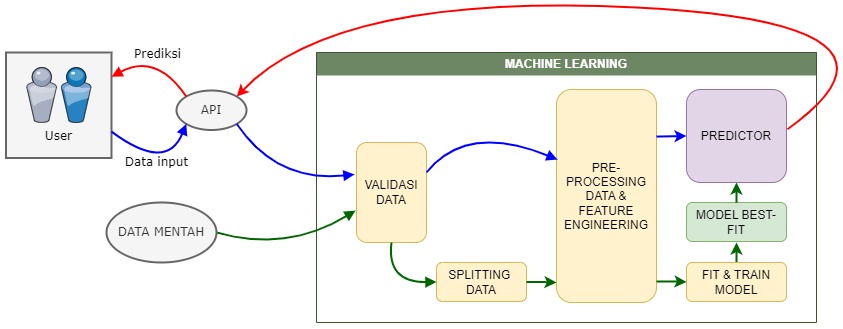 Prediksi
MACHINE LEARNING
User
API
Data input
VALIDASI
DATA
PRE-
PROCESSING
DATA &
FEATURE
ENGINEERING
PREDICTOR
DATA MENTAH
MODEL BEST-
FIT
SPLITTING
DATA
FIT & TRAIN
MODEL